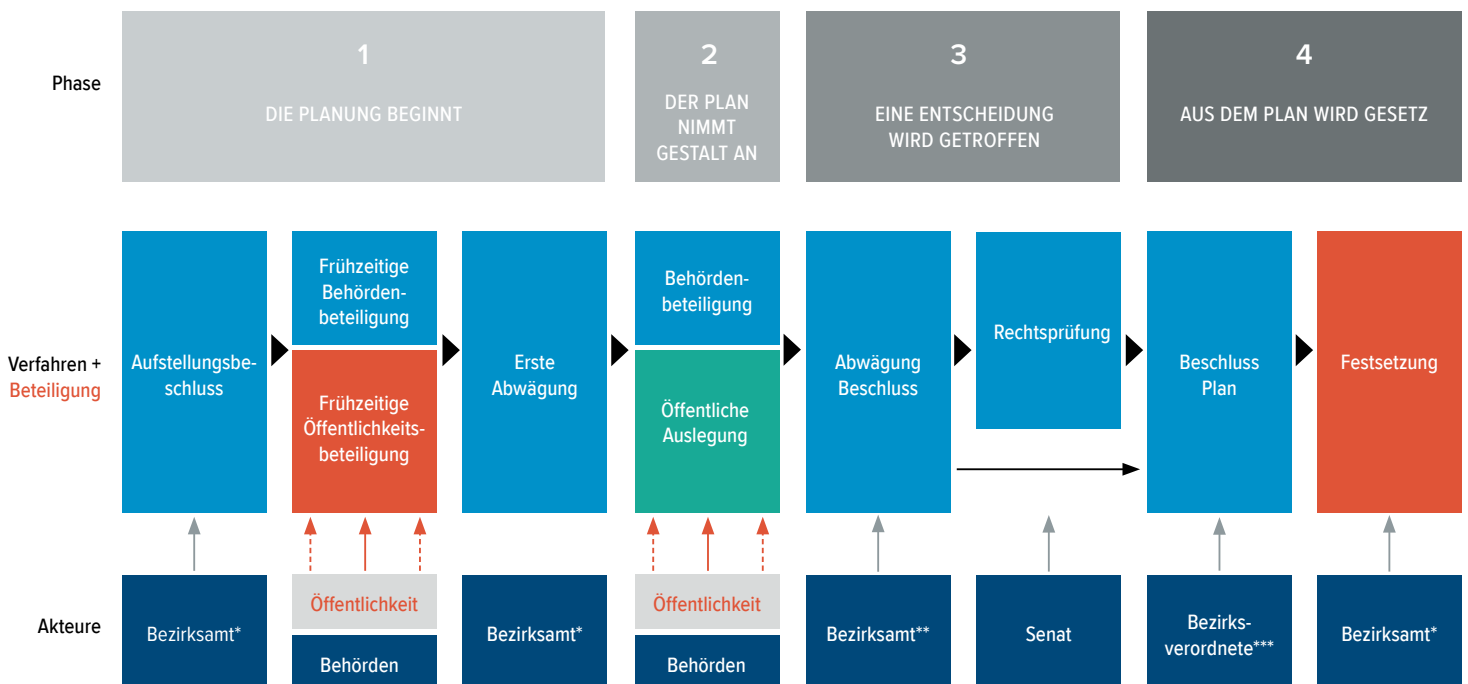 Phase
1
DIE PLANUNG BEGINNT
2
DER PLAN
NIMMT
GESTALT AN
3
EINE ENTSCHEIDUNG
WIRD GETROFFEN
4
AUS DEM PLAN WIRD GESETZ
Verfahren +
Beteiligung
Aufstellungsbe-
schluss
Frühzeitige
Behörden-
beteiligung
Frühzeitige
Öffentlichkeits-
beteiligung
Erste
Abwägung
Behörden-
beteiligung
Öffentliche
Auslegung
Abwägung
Beschluss
Rechtsprüfung
Beschluss
Plan
Festsetzung
Akteure
Bezirksamt*
Öffentlichkeit
Behörden
Bezirksamt*
Öffentlichkeit
Behörden
Bezirksamt**
Senat
Bezirks-
verordnete***
Bezirksamt*